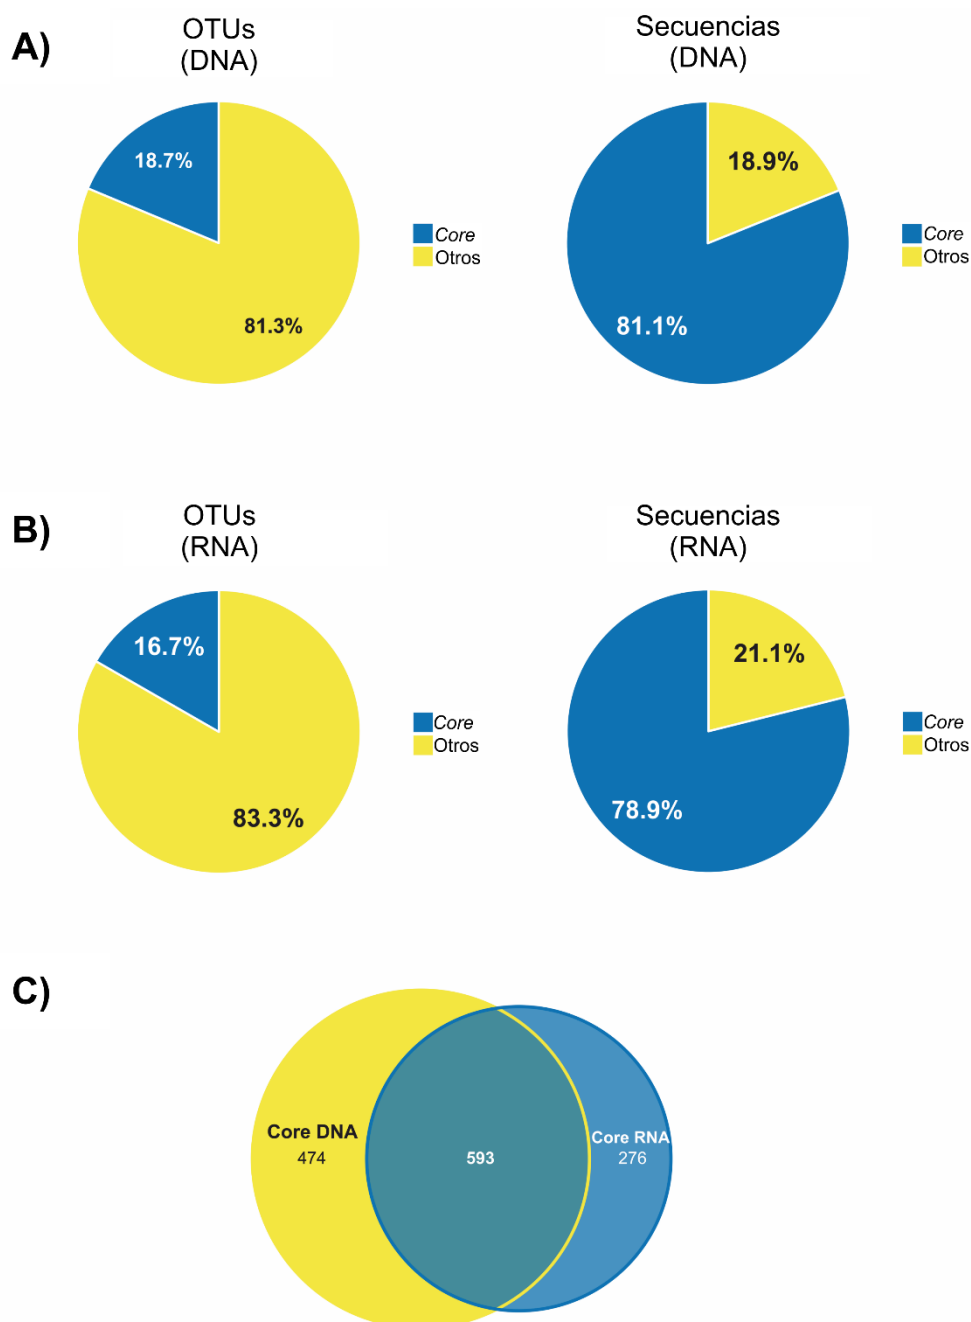 A)
OTUs
(DNA)
18.7%
81.3%
Core
Otros
Secuencias
(DNA)
18.9%
81.1%
Core
Otros
B)
OTUs
(RNA)
16.7%
83.3%
Core
Otros
Secuencias
(RNA)
21.1%
78.9%
Core
Otros
C)
Core DNA
474
593
Core RNA
276